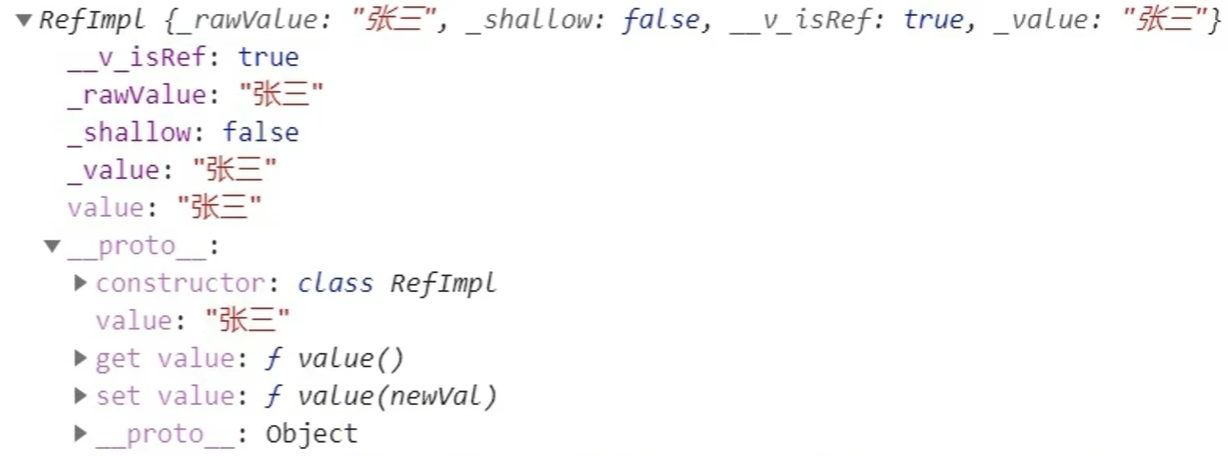 ▼RefImpl {_rawValue: "张三", _shallow: false, __v_isRef: true, _value: "张三"}
__v_isRef: true
_rawValue: "张三"
_shallow: false
_value: "张三"
value: "张三"
▼__proto__:
▶constructor: class RefImpl
value: "张三"
▶get value: ƒ value()
▶set value: ƒ value(newVal)
▶__proto__: Object